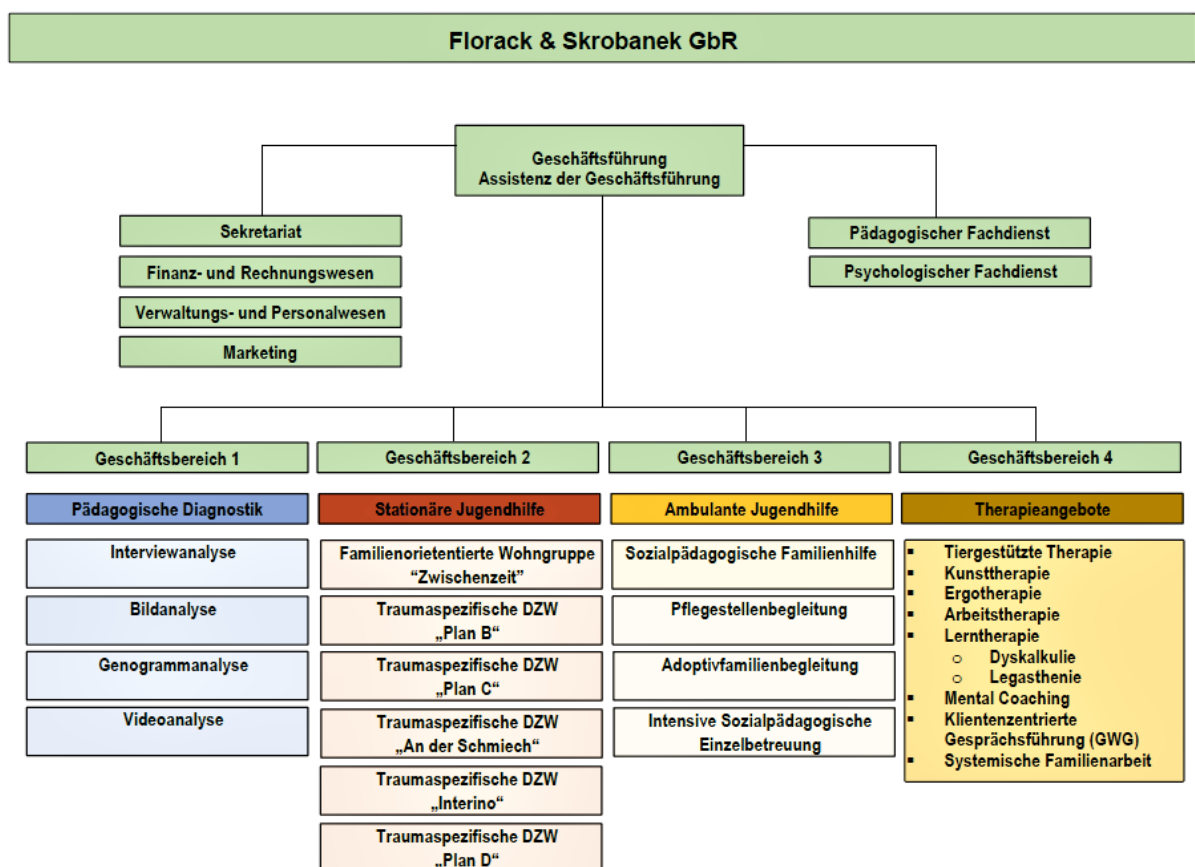 Florack & Skrobanek GbR
Geschäftsführung
Assistenz der Geschäftsführung
Sekretariat
Finanz- und Rechnungswesen
Verwaltungs- und Personalwesen
Marketing
Pädagogischer Fachdienst
Psychologischer Fachdienst
Geschäftsbereich 1
Pädagogische Diagnostik
Interviewanalyse
Bildanalyse
Genogrammanalyse
Videoanalyse
Geschäftsbereich 2
Stationäre Jugendhilfe
Familienorietentierte Wohngruppe
“Zwischenzeit”
Traumaspezifische DZW
„Plan B“
Traumaspezifische DZW
„Plan C“
Traumaspezifische DZW
„An der Schmiech“
Traumaspezifische DZW
„Interino“
Traumaspezifische DZW
„Plan D“
Geschäftsbereich 3
Ambulante Jugendhilfe
Sozialpädagogische Familienhilfe
Pflegestellenbegleitung
Adoptivfamilienbegleitung
Intensive Sozialpädagogische
Einzelbetreuung
Geschäftsbereich 4
Therapieangebote
▪ Tiergestützte Therapie
▪ Kunsttherapie
▪ Ergotherapie
▪ Arbeitstherapie
▪ Lerntherapie
o Dyskalkulie
o Legasthenie
▪ Mental Coaching
▪ Klientenzentrierte
Gesprächsführung (GWG)
▪ Systemische Familienarbeit